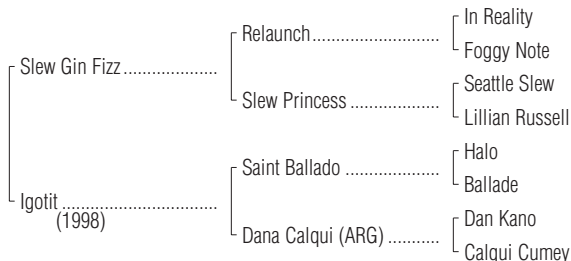 In Reality
Relaunch....................................
Foggy Note
Slew Gin Fizz .....................
Seattle Slew
Slew Princess .....................
Lillian Russell
Halo
Saint Ballado ......................
Ballade
Igotit ....................................
(1998)
Dan Kano
Dana Calqui (ARG) ............
Calqui Cumey